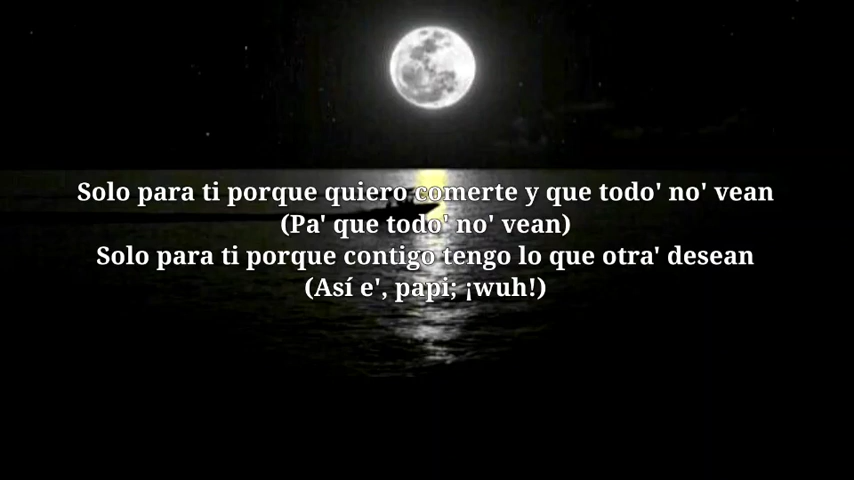 Solo para ti porque quiero comerte y que todo' no' vean
(Pa' que todo' no' vean)
Solo para ti porque contigo tengo lo que otra' desean
(Así e', papi; ¡wuh!)